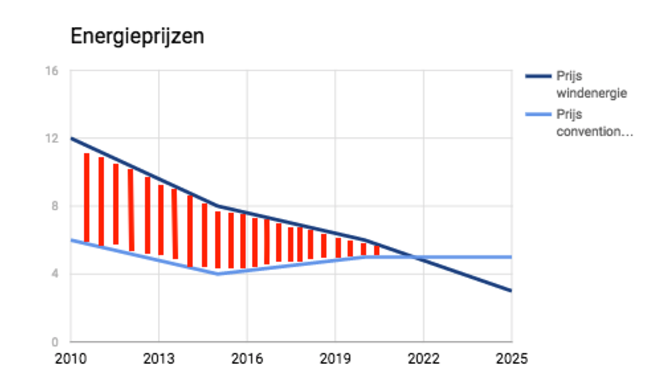 Energieprijzen
16
12
8
4
0
2010 2013 2016 2019 2022 2025
Prijs
windenergie
Prijs
convention...